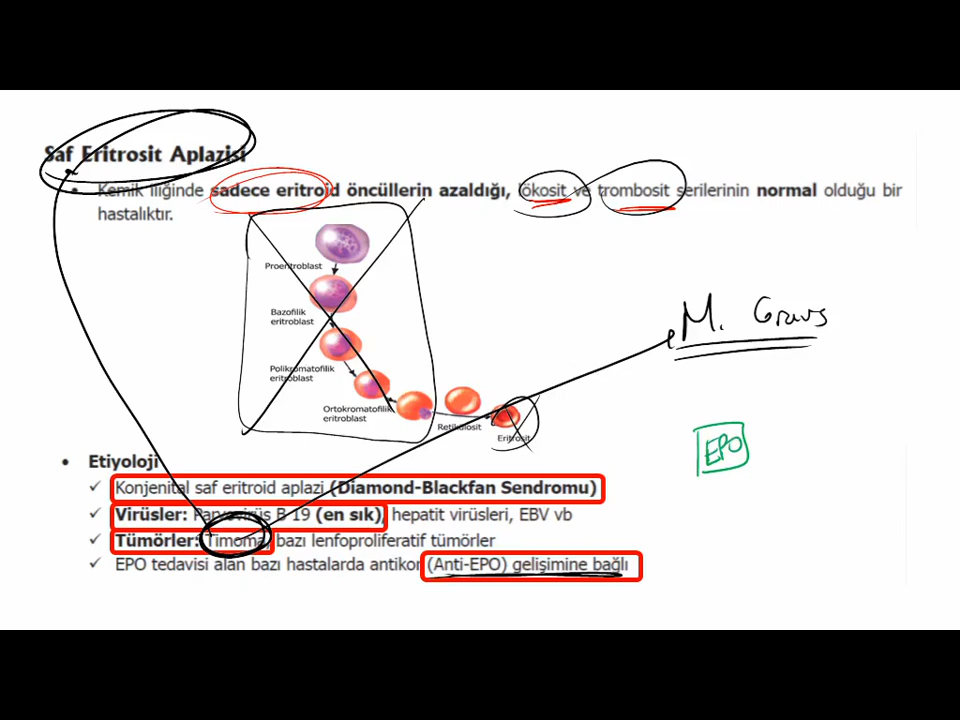 Saf Eritrosit Aplazisi
• Kemik iliğinde sadece eritroid öncüllerin azaldığı, lökosit ve trombosit serilerinin normal olduğu bir
hastalıktır.
Proeritroblast
Bazofilik
eritroblast
Polikromatofilik
eritroblast
Ortokromatofilik
eritroblast
Retikülosit
Eritrosit
M. Gravs
EPO
• Etiyoloji
✓ Konjenital saf eritroid aplazi (Diamond-Blackfan Sendromu)
✓ Virüsler: Parvovirüs B 19 (en sık), hepatit virüsleri, EBV vb
✓ Tümörler: Timoma, bazı lenfoproliferatif tümörler
✓ EPO tedavisi alan bazı hastalarda antikor (Anti-EPO) gelişimine bağlı